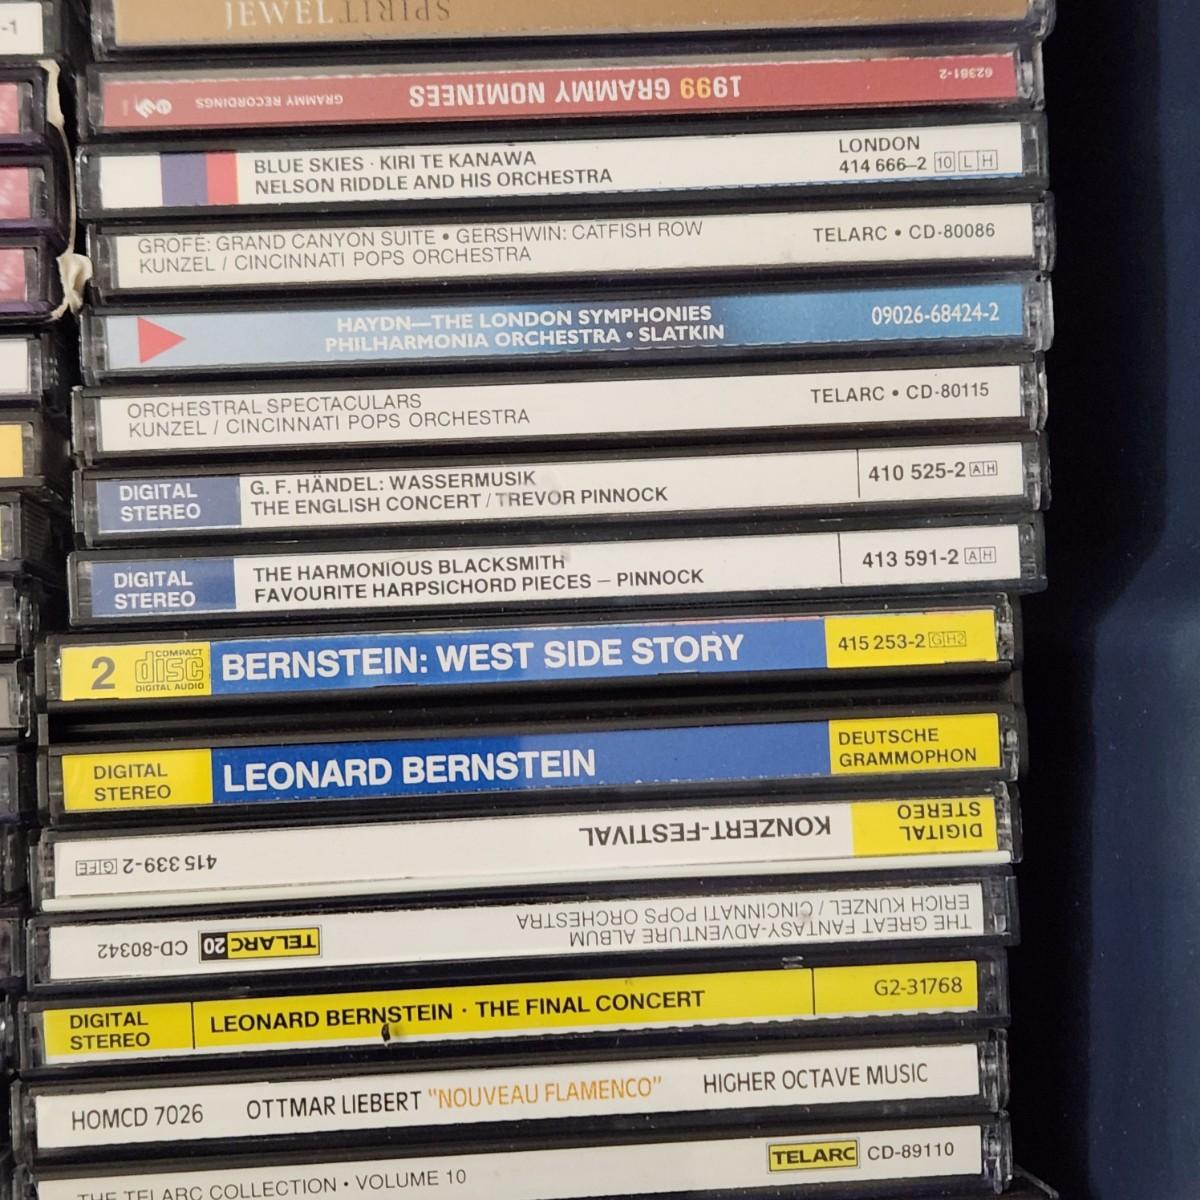 -1
JEWEL SPIRIT
1999 GRAMMY NOMINEES
GRAMMY RECORDINGS
62381-2
BLUE SKIES · KIRI TE KANAWA
NELSON RIDDLE AND HIS ORCHESTRA
LONDON
414 666-2 10 L H
GROFÉ: GRAND CANYON SUITE • GERSHWIN: CATFISH ROW
KUNZEL / CINCINNATI POPS ORCHESTRA
TELARC • CD-80086
HAYDN—THE LONDON SYMPHONIES
PHILHARMONIA ORCHESTRA • SLATKIN
09026-68424-2
ORCHESTRAL SPECTACULARS
KUNZEL / CINCINNATI POPS ORCHESTRA
TELARC • CD-80115
DIGITAL
STEREO
G. F. HÄNDEL: WASSERMUSIK
THE ENGLISH CONCERT / TREVOR PINNOCK
410 525-2 A H
DIGITAL
STEREO
THE HARMONIOUS BLACKSMITH
FAVOURITE HARPSICHORD PIECES – PINNOCK
413 591-2 A H
2
COMPACT
disc
DIGITAL AUDIO
BERNSTEIN: WEST SIDE STORY
415 253-2 G H2
DIGITAL
STEREO
LEONARD BERNSTEIN
DEUTSCHE
GRAMMOPHON
DIGITAL
STEREO
KONZERT-FESTIVAL
415 339-2 G FE
THE GREAT FANTASY-ADVENTURE ALBUM
ERICH KUNZEL / CINCINNATI POPS ORCHESTRA
TELARC 20
CD-80342
DIGITAL
STEREO
LEONARD BERNSTEIN · THE FINAL CONCERT
G2-31768
HOMCD 7026
OTTMAR LIEBERT "NOUVEAU FLAMENCO"
HIGHER OCTAVE MUSIC
THE TELARC COLLECTION • VOLUME 10
TELARC
CD-89110